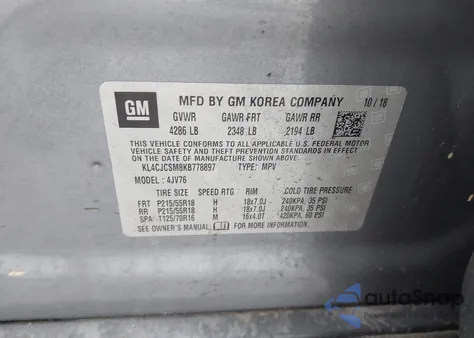 GM
MFD BY GM KOREA COMPANY 10/18
GVWR GAWR FRT GAWR RR
4286 LB 2348 LB 2194 LB
THIS VEHICLE CONFORMS TO ALL APPLICABLE U.S. FEDERAL MOTOR
VEHICLE SAFETY, BUMPER, AND THEFT PREVENTION STANDARDS IN
EFFECT ON THE DATE OF MANUFACTURE SHOWN ABOVE.
KL4CJCSM8KB778897 TYPE: MPV
MODEL: 4JV76
TIRE SIZE SPEED RTG RIM COLD TIRE PRESSURE
FRT P215/55R18 H 18x7.0J 240KPA, 35 PSI
RR P215/55R18 H 18x7.0J 240KPA, 35 PSI
SPA T125/70R16 M 16x4.0T 420KPA, 60 PSI
SEE OWNER'S MANUAL FOR MORE INFORMATION.
autoSnap